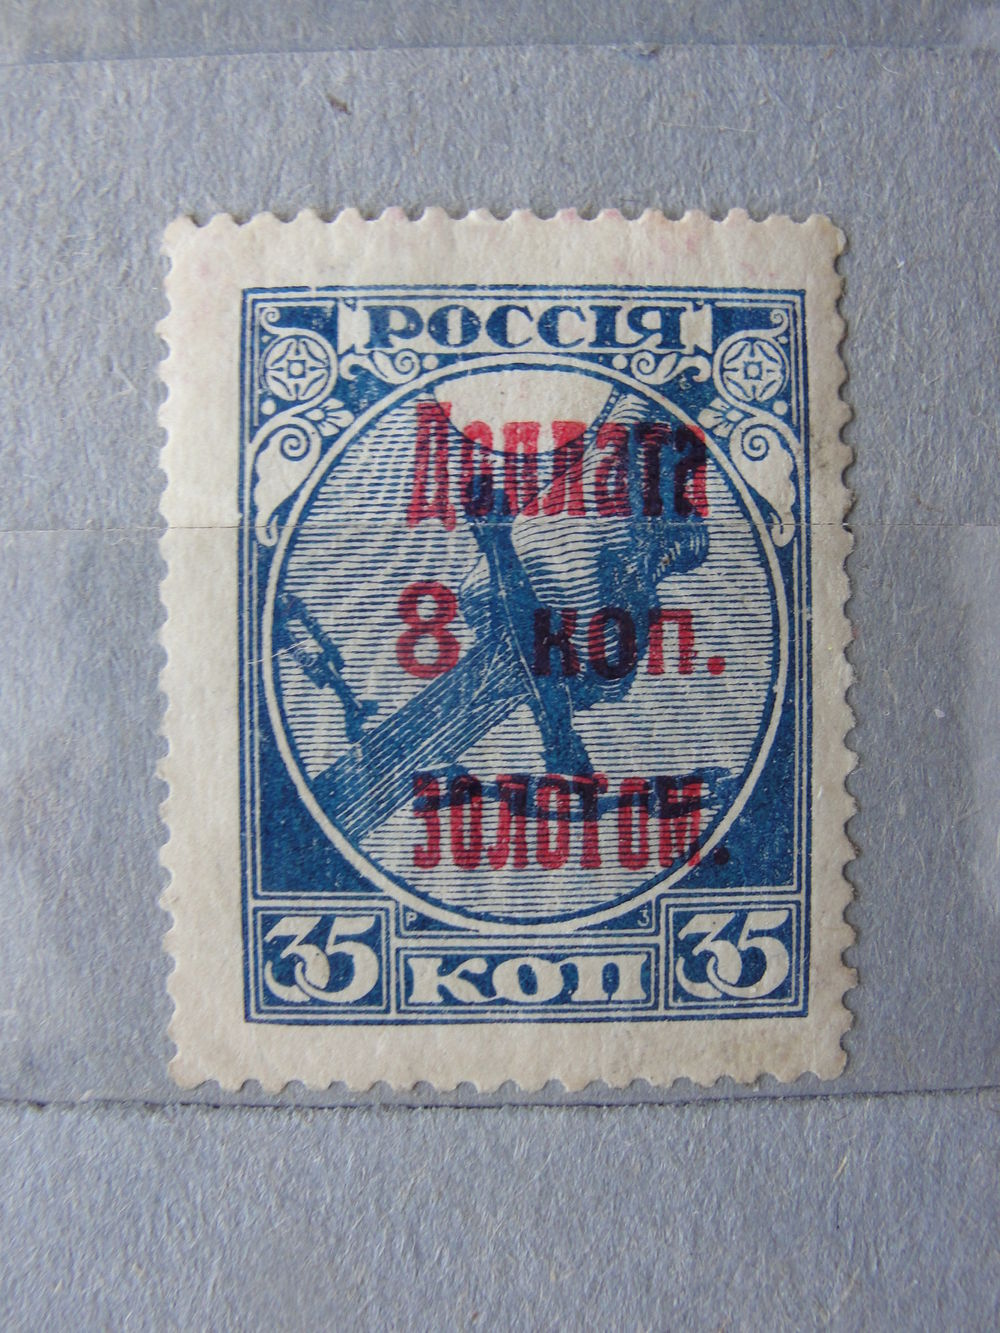 РОССІЯ
Доплата
8 коп.
золотом.
Р З
35 КОП 35